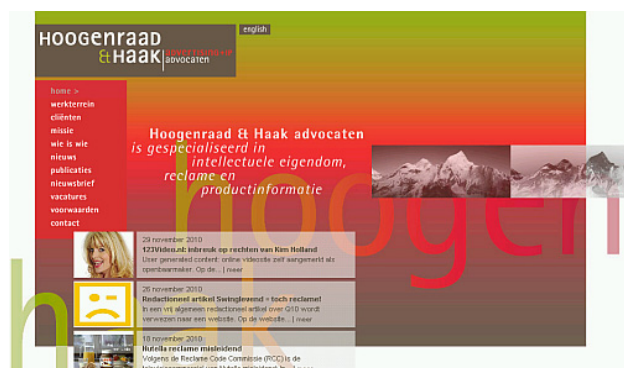 english
HOOGENRAAD
& HAAK ADVERTISING+IP
ADVOCATEN
home >
werkterrein
cliënten
missie
wie is wie
nieuws
publicaties
nieuwsbrief
vacatures
voorwaarden
contact
Hoogenraad & Haak advocaten
is gespecialiseerd in
intellectuele eigendom,
reclame en
productinformatie
hoogen
haak
29 november 2010
123Video.nl: inbreuk op rechten van Kim Holland
User generated content: online videosite zelf aangemerkt als
openbaarmaker. Op de... | meer
26 november 2010
Redactioneel artikel Swinglevend = toch reclame!
In een vrij algemeen redactioneel artikel over Q10 wordt
verwezen naar een website. Op de website... | meer
18 november 2010
Nutella reclame misleidend
Volgens de Reclame Code Commissie (RCC) is de